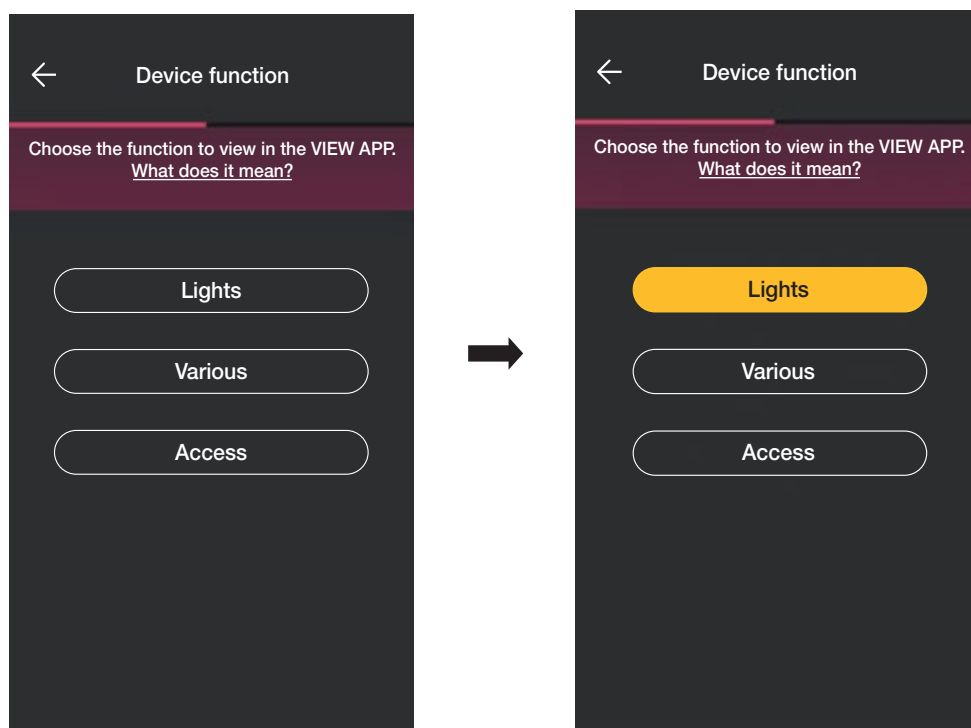 Device function
Choose the function to view in the VIEW APP.
What does it mean?
Lights
Various
Access
Device function
Choose the function to view in the VIEW APP.
What does it mean?
Lights
Various
Access